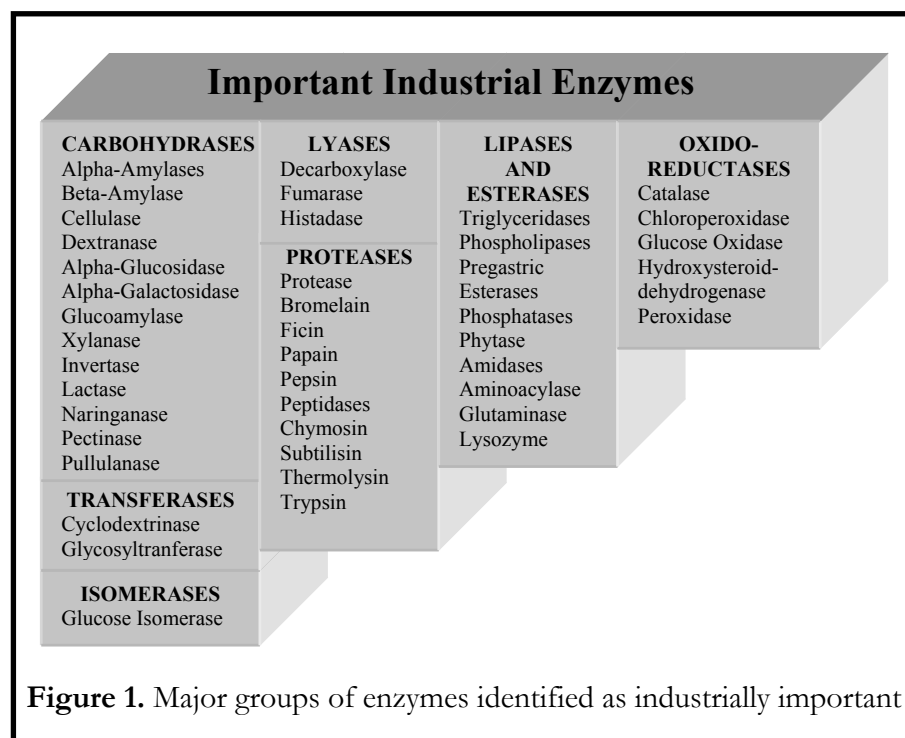 Important Industrial Enzymes
CARBOHYDRASES
Alpha-Amylases
Beta-Amylase
Cellulase
Dextranase
Alpha-Glucosidase
Alpha-Galactosidase
Glucoamylase
Xylanase
Invertase
Lactase
Naringanase
Pectinase
Pullulanase
TRANSFERASES
Cyclodextrinase
Glycosyltranferase
ISOMERASES
Glucose Isomerase
LYASES
Decarboxylase
Fumarase
Histadase
PROTEASES
Protease
Bromelain
Ficin
Papain
Pepsin
Peptidases
Chymosin
Subtilisin
Thermolysin
Trypsin
LIPASES
AND
ESTERASES
Triglyceridases
Phospholipases
Pregastric
Esterases
Phosphatases
Phytase
Amidases
Aminoacylase
Glutaminase
Lysozyme
OXIDO-
REDUCTASES
Catalase
Chloroperoxidase
Glucose Oxidase
Hydroxysteroid-
dehydrogenase
Peroxidase
Figure 1. Major groups of enzymes identified as industrially important